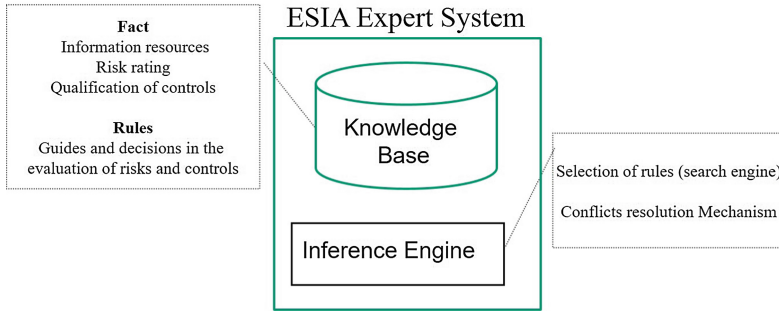 ESIA Expert System
Fact
Information resources
Risk rating
Qualification of controls
Rules
Guides and decisions in the
evaluation of risks and controls
Knowledge
Base
Inference Engine
Selection of rules (search engine)
Conflicts resolution Mechanism